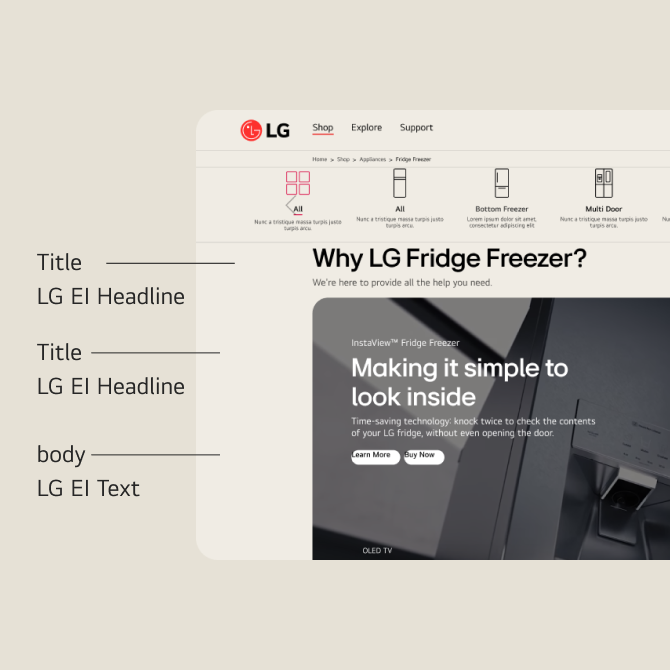 LG
Shop
Explore
Support
Home > Shop > Appliances > Fridge Freezer
All
Nunc a tristique massa turpis justo
turpis arcu.
All
Nunc a tristique massa turpis justo
turpis arcu.
Bottom Freezer
Lorem ipsum dolor sit amet,
consectetur adipiscing elit
Multi Door
Nunc a tristique massa turpis justo
turpis arcu.
Title
LG EI Headline
Title
LG EI Headline
body
LG EI Text
Why LG Fridge Freezer?
We're here to provide all the help you need.
InstaView™ Fridge Freezer
Making it simple to
look inside
Time-saving technology: knock twice to check the contents
of your LG fridge, without even opening the door.
Learn More
Buy Now
OLED TV